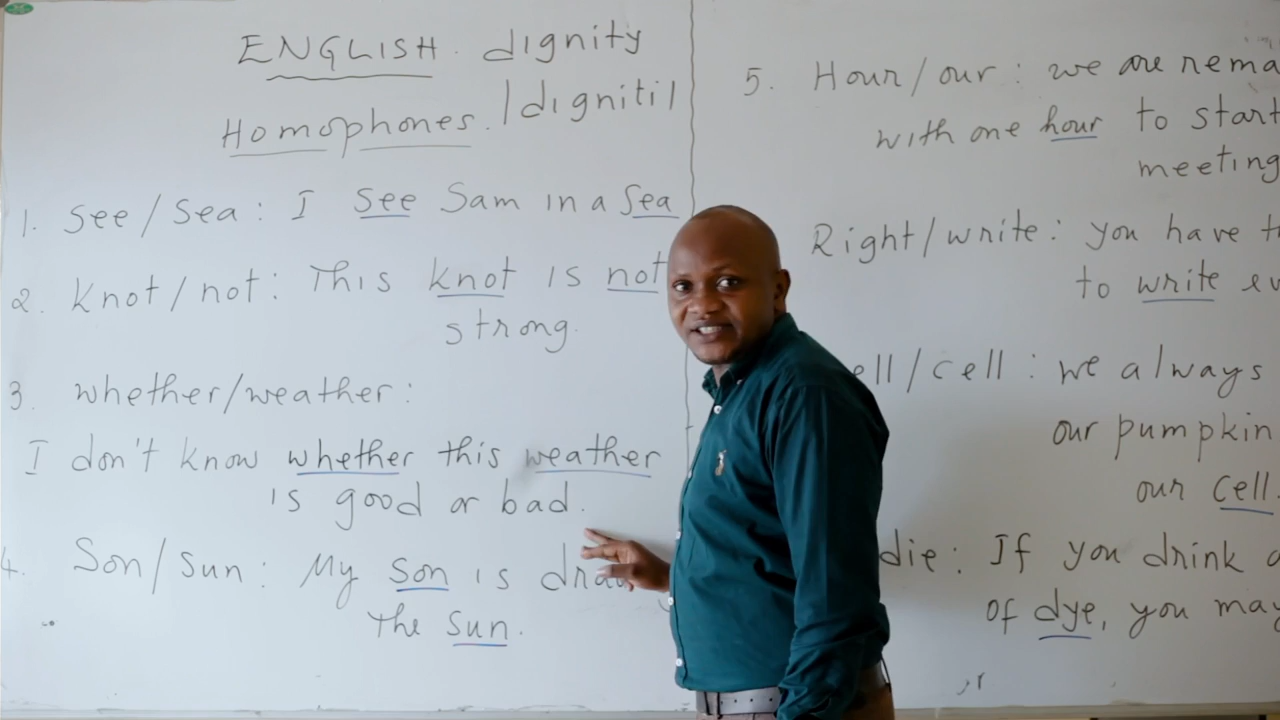 ENGLISH. dignity
Homophones. /dɪgnɪti/
1. See/Sea: I See Sam in a Sea
2. Knot/not: This knot is not
strong.
3. whether/weather:
I don't know whether this weather
is good or bad.
4. Son/Sun: My Son is
the Sun.
5. Hour/our: we are rema
with one hour to start
meeting
Right/write: you have
to write
ell/cell: we always
our pumpkin
our cell.
die: If you drink
of dye, you may